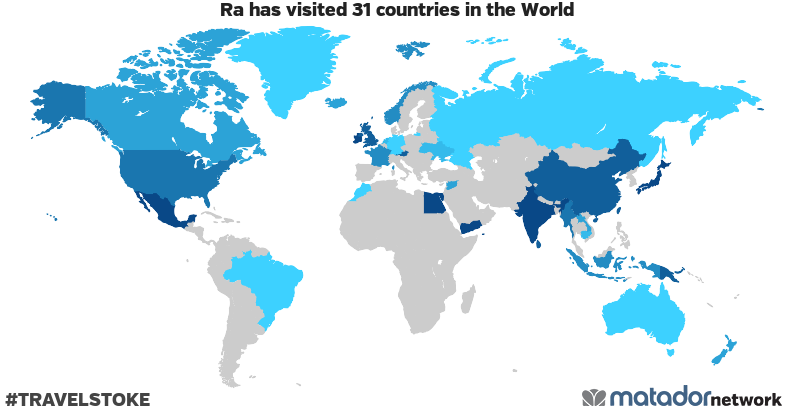 Ra has visited 31 countries in the World
#TRAVELSTOKE
matadornetwork